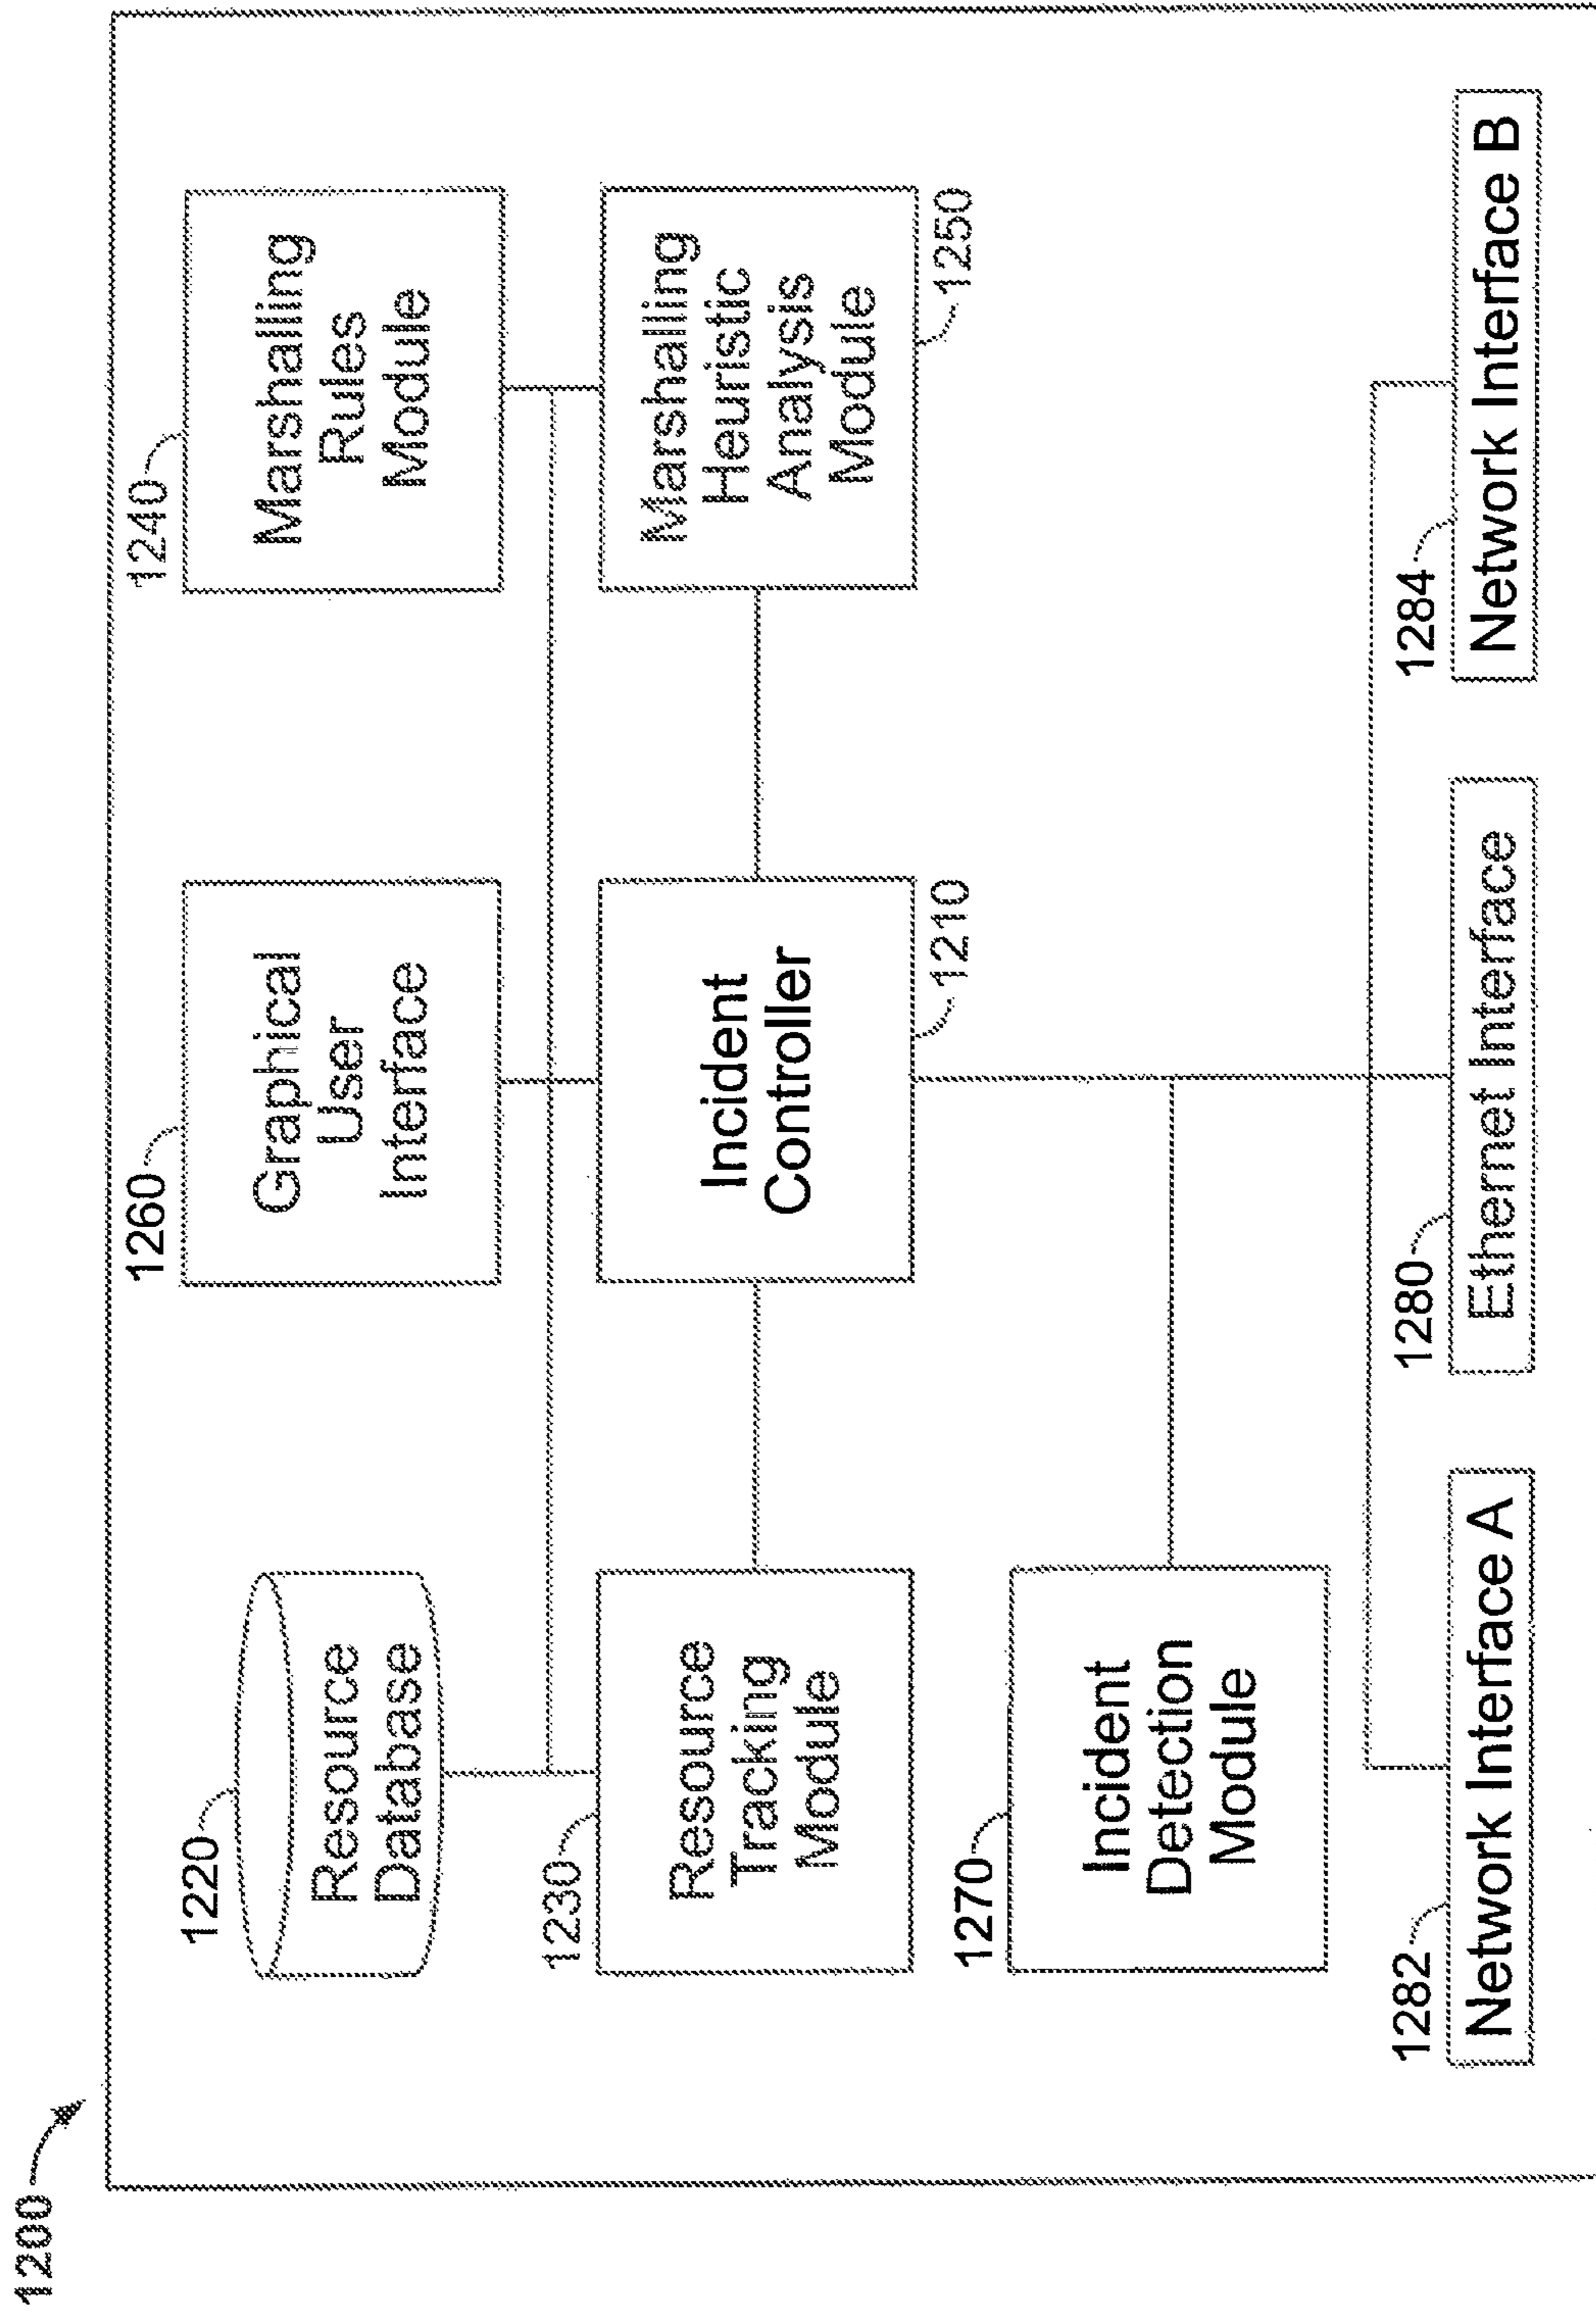 1200
1220
Resource
Database
1260
Graphical
User
Interface
1240
Marshalling
Rules
Module
1230
Resource
Tracking
Module
Incident
Controller
1210
Marshalling
Heuristic
Analysis
Module
1250
1270
Incident
Detection
Module
1282
Network Interface A
1280
Ethernet Interface
1284
Network Interface B